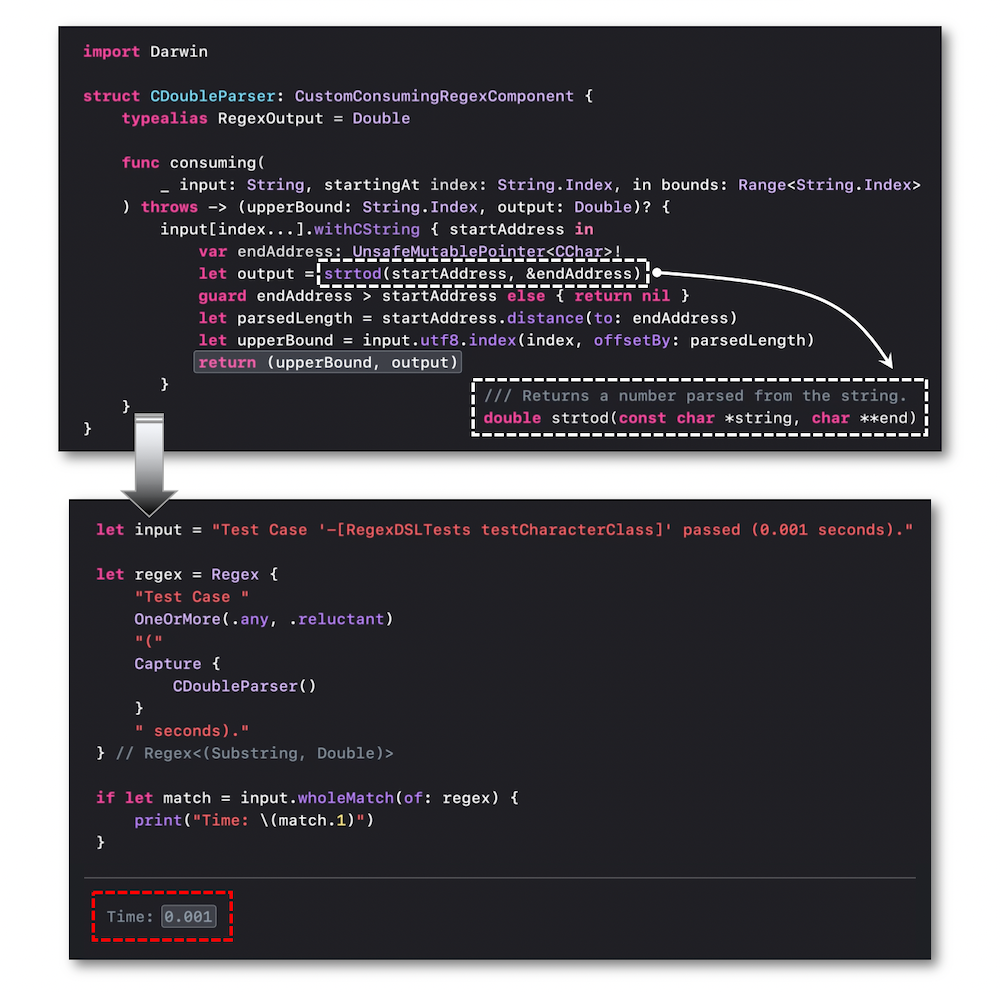 import Darwin
struct CDoubleParser: CustomConsumingRegexComponent {
    typealias RegexOutput = Double
    func consuming(
        _ input: String, startingAt index: String.Index, in bounds: Range<String.Index>
    ) throws -> (upperBound: String.Index, output: Double)? {
        input[index...].withCString { startAddress in
            var endAddress: UnsafeMutablePointer<CChar>!
            let output = strtod(startAddress, &endAddress)
            guard endAddress > startAddress else { return nil }
            let parsedLength = startAddress.distance(to: endAddress)
            let upperBound = input.utf8.index(index, offsetBy: parsedLength)
            return (upperBound, output)
        }
    }
}
/// Returns a number parsed from the string.
double strtod(const char *string, char **end)
let input = "Test Case '-[RegexDSLTests testCharacterClass]' passed (0.001 seconds)."
let regex = Regex {
    "Test Case "
    OneOrMore(.any, .reluctant)
    "("
    Capture {
        CDoubleParser()
    }
    " seconds)."
} // Regex<(Substring, Double)>
if let match = input.wholeMatch(of: regex) {
    print("Time: \(match.1)")
}
Time: 0.001